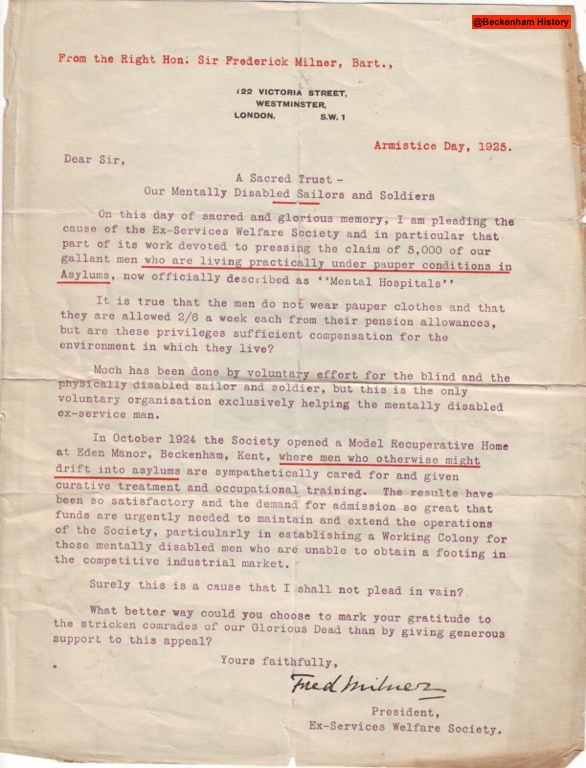 @Beckenham History
From the Right Hon. Sir Frederick Milner, Bart.,
122 VICTORIA STREET,
WESTMINSTER,
LONDON. S.W. 1
Armistice Day, 1925.
Dear Sir,
A Sacred Trust –
Our Mentally Disabled Sailors and Soldiers
On this day of sacred and glorious memory, I am pleading the
cause of the Ex-Services Welfare Society and in particular that
part of its work devoted to pressing the claim of 5,000 of our
gallant men who are living practically under pauper conditions in
Asylums, now officially described as ''Mental Hospitals''
It is true that the men do not wear pauper clothes and that
they are allowed 2/6 a week each from their pension allowances,
but are these privileges sufficient compensation for the
environment in which they live?
Much has been done by voluntary effort for the blind and the
physically disabled sailor and soldier, but this is the only
voluntary organisation exclusively helping the mentally disabled
ex-service man.
In October 1924 the Society opened a Model Recuperative Home
at Eden Manor, Beckenham, Kent, where men who otherwise might
drift into asylums are sympathetically cared for and given
curative treatment and occupational training. The results have
been so satisfactory and the demand for admission so great that
funds are urgently needed to maintain and extend the operations
of the Society, particularly in establishing a Working Colony for
those mentally disabled men who are unable to obtain a footing in
the competitive industrial market.
Surely this is a cause that I shall not plead in vain?
What better way could you choose to mark your gratitude to
the stricken comrades of our Glorious Dead than by giving generous
support to this appeal?
Yours faithfully,
Fred Milner
President,
Ex-Services Welfare Society.